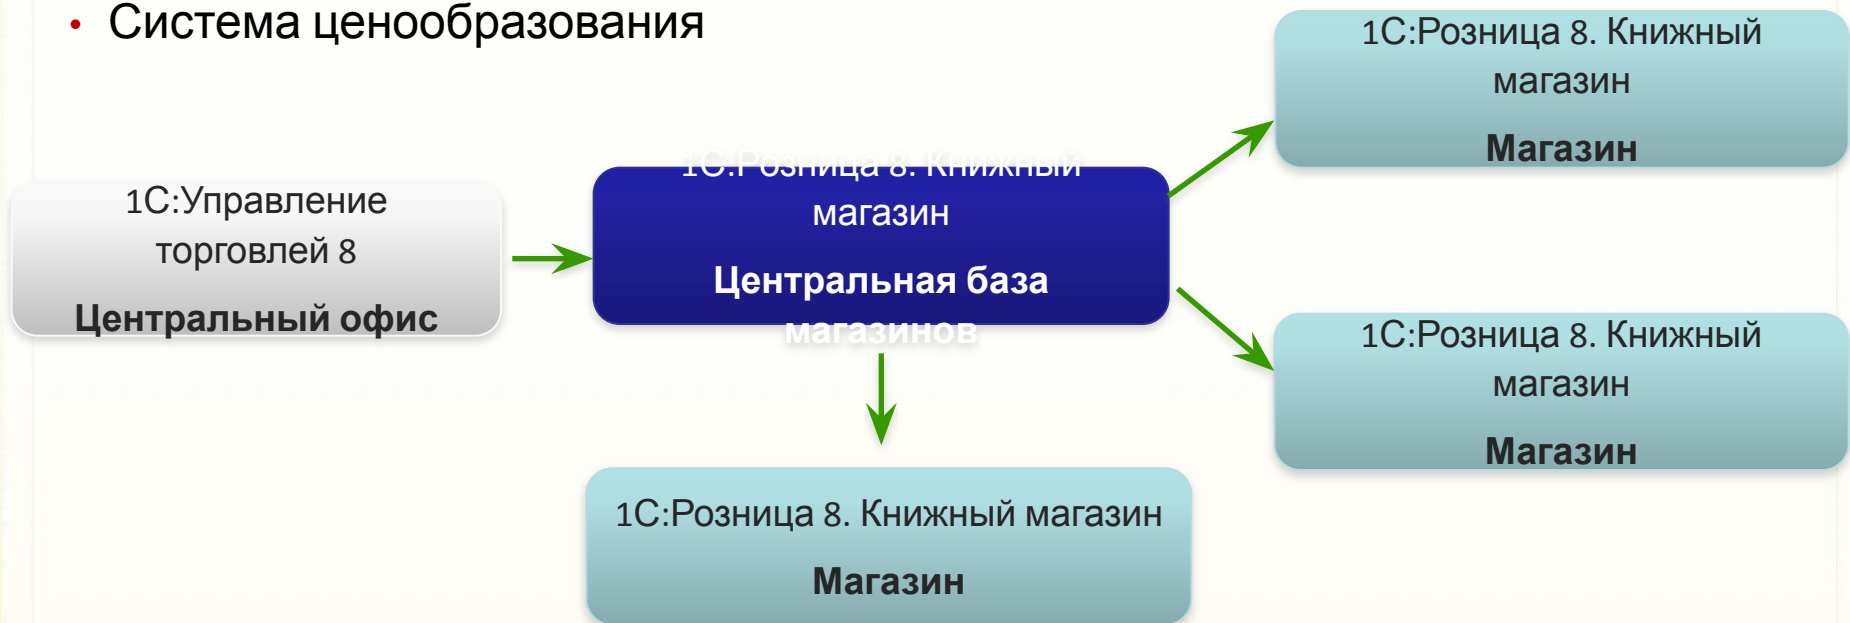 • Система ценообразования
1С:Розница 8. Книжный
магазин
Магазин
1С:Управление
торговлей 8
Центральный офис
1С:Розница 8. Книжный
магазин
Центральная база
магазинов
1С:Розница 8. Книжный
магазин
Магазин
1С:Розница 8. Книжный магазин
Магазин